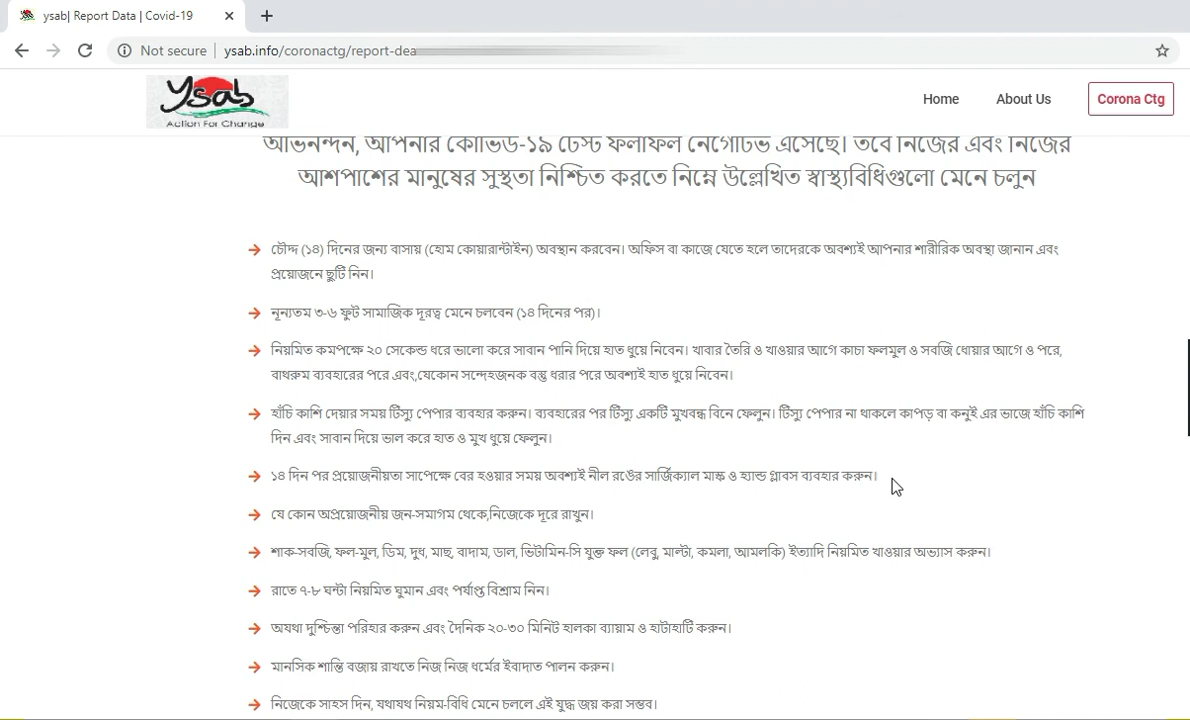 ysab| Report Data | Covid-19
Not secure | ysab.info/coronactg/report-dea
Ysab
Action For Change
Home
About Us
Corona Ctg
অভিনন্দন, আপনার কোভিড-১৯ টেস্ট ফলাফল নেগেটিভ এসেছে। তবে নিজের এবং নিজের
আশপাশের মানুষের সুস্থতা নিশ্চিত করতে নিম্নে উল্লেখিত স্বাস্থ্যবিধিগুলো মেনে চলুন
চৌদ্দ (১৪) দিনের জন্য বাসায় (হোম কোয়ারান্টাইন) অবস্থান করবেন। অফিস বা কাজে যেতে হলে তাদেরকে অবশ্যই আপনার শারীরিক অবস্থা জানান এবং
প্রয়োজনে ছুটি নিন।
নূন্যতম ৩-৬ ফুট সামাজিক দূরত্ব মেনে চলবেন (১৪ দিনের পর)।
নিয়মিত কমপক্ষে ২০ সেকেন্ড ধরে ভালো করে সাবান পানি দিয়ে হাত ধুয়ে নিবেন। খাবার তৈরি ও খাওয়ার আগে কাচা ফলমুল ও সবজি ধোয়ার আগে ও পরে,
বাথরুম ব্যবহারের পরে এবং,যেকোন সন্দেহজনক বস্তু ধরার পরে অবশ্যই হাত ধুয়ে নিবেন।
হাঁচি কাশি দেয়ার সময় টিস্যু পেপার ব্যবহার করুন। ব্যবহারের পর টিস্যু একটি মুখবন্ধ বিনে ফেলুন। টিস্যু পেপার না থাকলে কাপড় বা কনুই এর ভাজে হাঁচি কাশি
দিন এবং সাবান দিয়ে ভাল করে হাত ও মুখ ধুয়ে ফেলুন।
১৪ দিন পর প্রয়োজনীয়তা সাপেক্ষে বের হওয়ার সময় অবশ্যই নীল রঙের সার্জিক্যাল মাস্ক ও হ্যান্ড গ্লাবস ব্যবহার করুন।
যে কোন অপ্রয়োজনীয় জন-সমাগম থেকে,নিজেকে দূরে রাখুন।
শাক-সবজি, ফল-মুল, ডিম, দুধ, মাছ, বাদাম, ডাল, ভিটামিন-সি যুক্ত ফল (লেবু, মাল্টা, কমলা, আমলকি) ইত্যাদি নিয়মিত খাওয়ার অভ্যাস করুন।
রাতে ৭-৮ ঘন্টা নিয়মিত ঘুমান এবং পর্যাপ্ত বিশ্রাম নিন।
অযথা দুশ্চিন্তা পরিহার করুন এবং দৈনিক ২০-৩০ মিনিট হালকা ব্যায়াম ও হাটাহাটি করুন।
মানসিক শান্তি বজায় রাখতে নিজ নিজ ধর্মের ইবাদাত পালন করুন।
নিজেকে সাহস দিন, যথাযথ নিয়ম-বিধি মেনে চললে এই যুদ্ধ জয় করা সম্ভব।